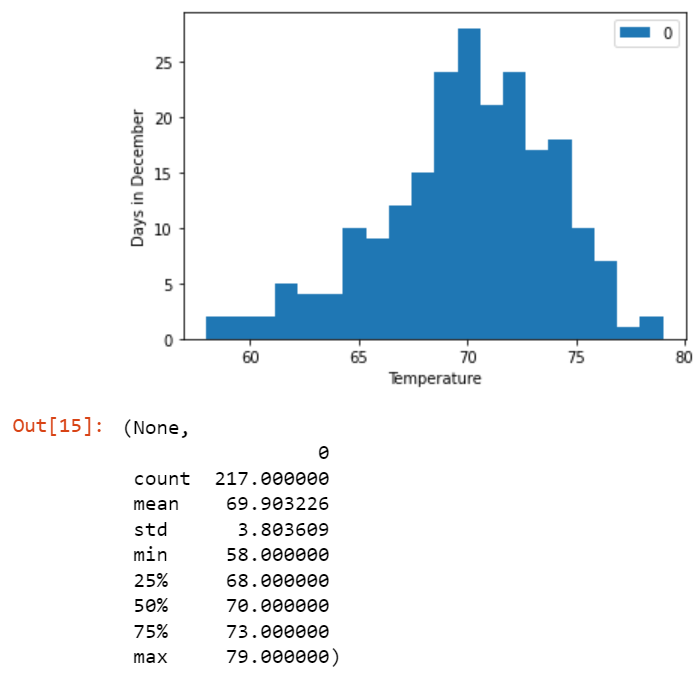 0
25
20
15
10
5
0
Days in December
60 65 70 75 80
Temperature
Out[15]: (None,
0
count 217.000000
mean 69.903226
std 3.803609
min 58.000000
25% 68.000000
50% 70.000000
75% 73.000000
max 79.000000)